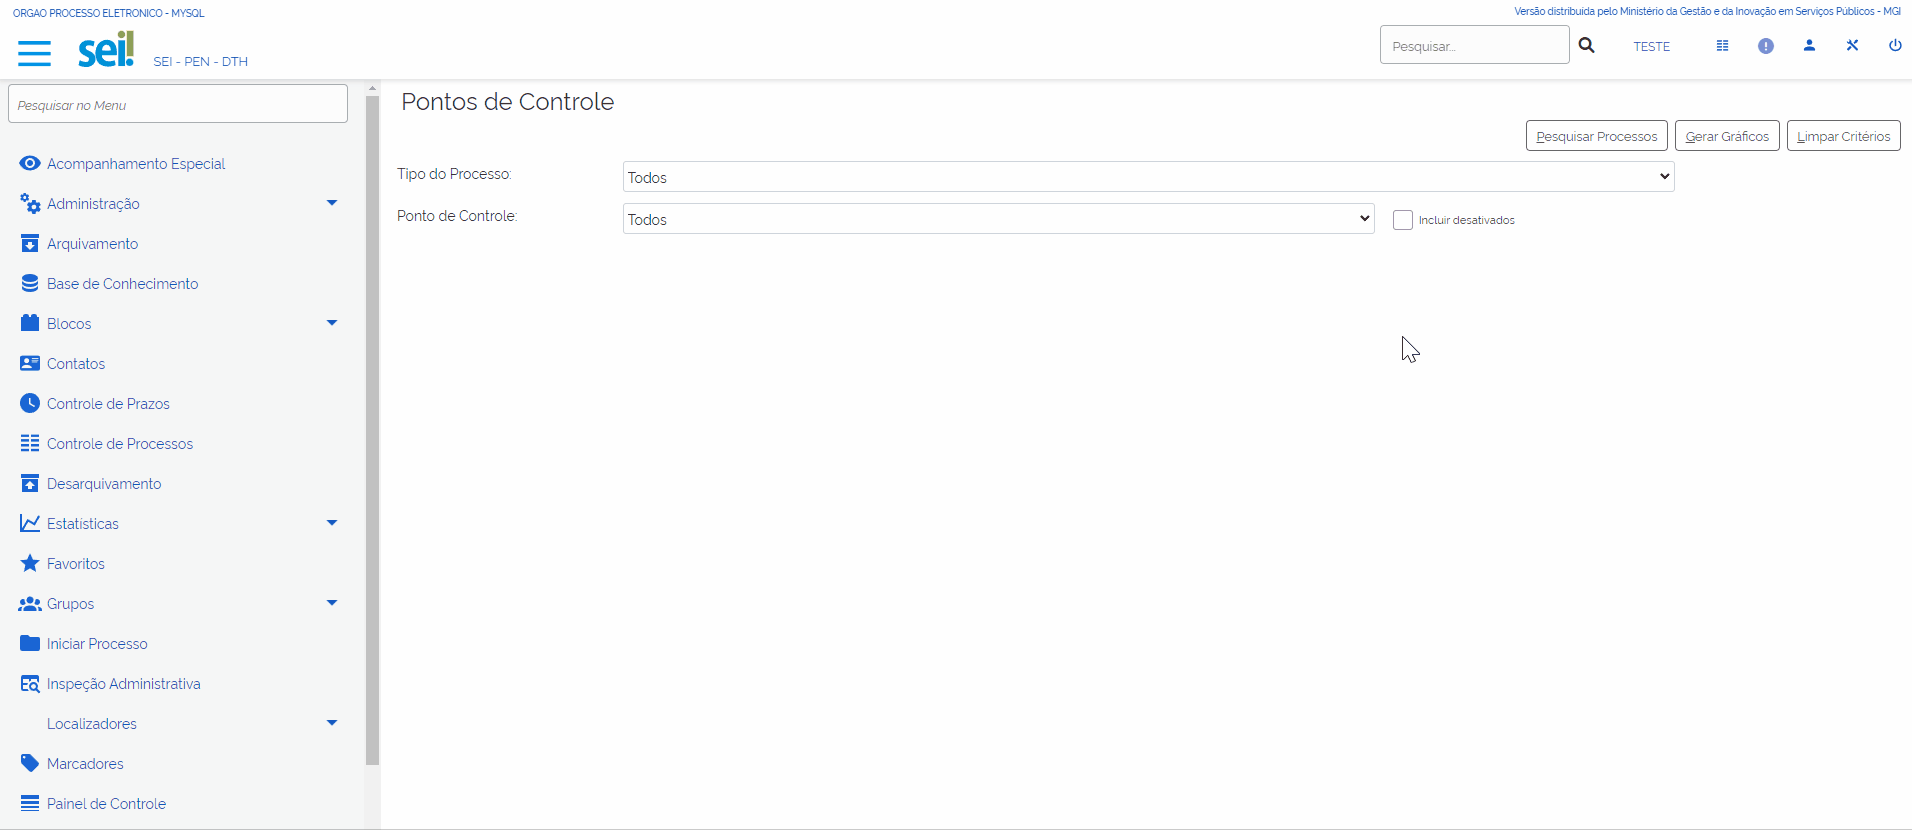 ORGAO PROCESSO ELETRONICO - MYSQL
Versão distribuída pelo Ministério da Gestão e da Inovação em Serviços Públicos - MGI
sei!
SEI - PEN - DTH
Pesquisar...
TESTE
Pesquisar no Menu
Acompanhamento Especial
Administração
Arquivamento
Base de Conhecimento
Blocos
Contatos
Controle de Prazos
Controle de Processos
Desarquivamento
Estatísticas
Favoritos
Grupos
Iniciar Processo
Inspeção Administrativa
Localizadores
Marcadores
Painel de Controle
Pontos de Controle
Pesquisar Processos
Gerar Gráficos
Limpar Critérios
Tipo do Processo:
Todos
Ponto de Controle:
Todos
Incluir desativados